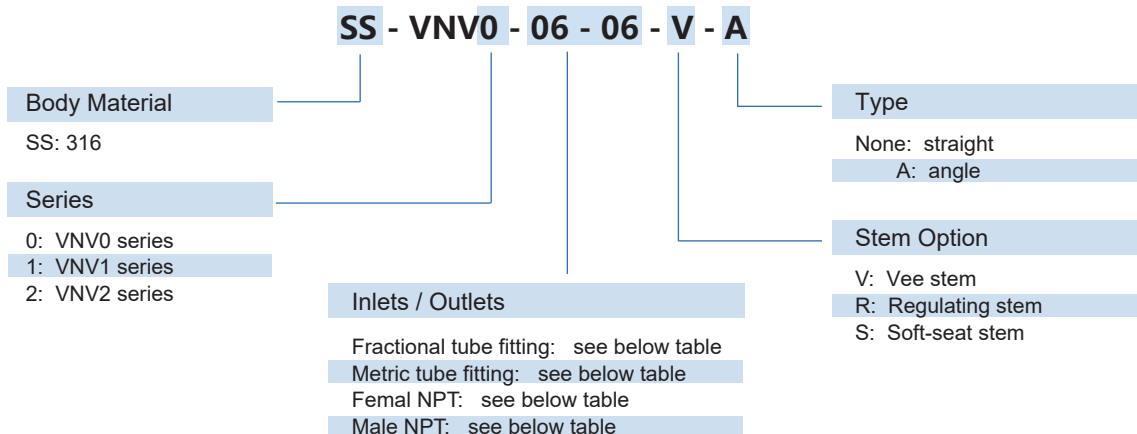 SS - VNV0 - 06 - 06 - V - A
Body Material
SS: 316
Series
0: VNV0 series
1: VNV1 series
2: VNV2 series
Inlets / Outlets
Fractional tube fitting: see below table
Metric tube fitting: see below table
Femal NPT: see below table
Male NPT: see below table
Type
None: straight
A: angle
Stem Option
V: Vee stem
R: Regulating stem
S: Soft-seat stem